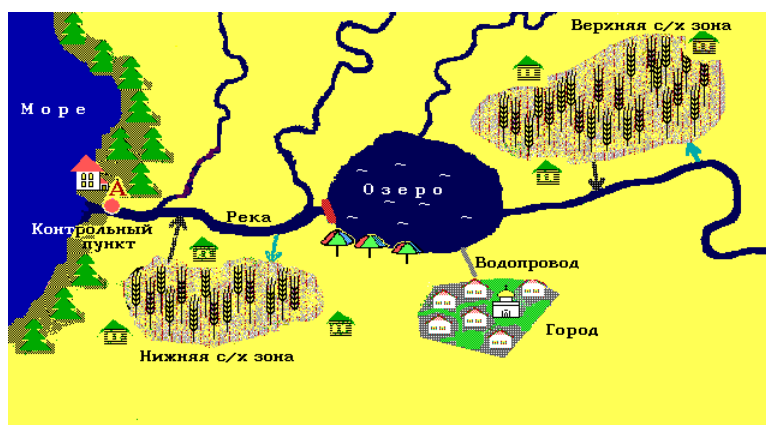 Верхняя с/х зона
Море
Озеро
А
Контрольный
пункт
Река
Водопровод
Город
Нижняя с/х зона